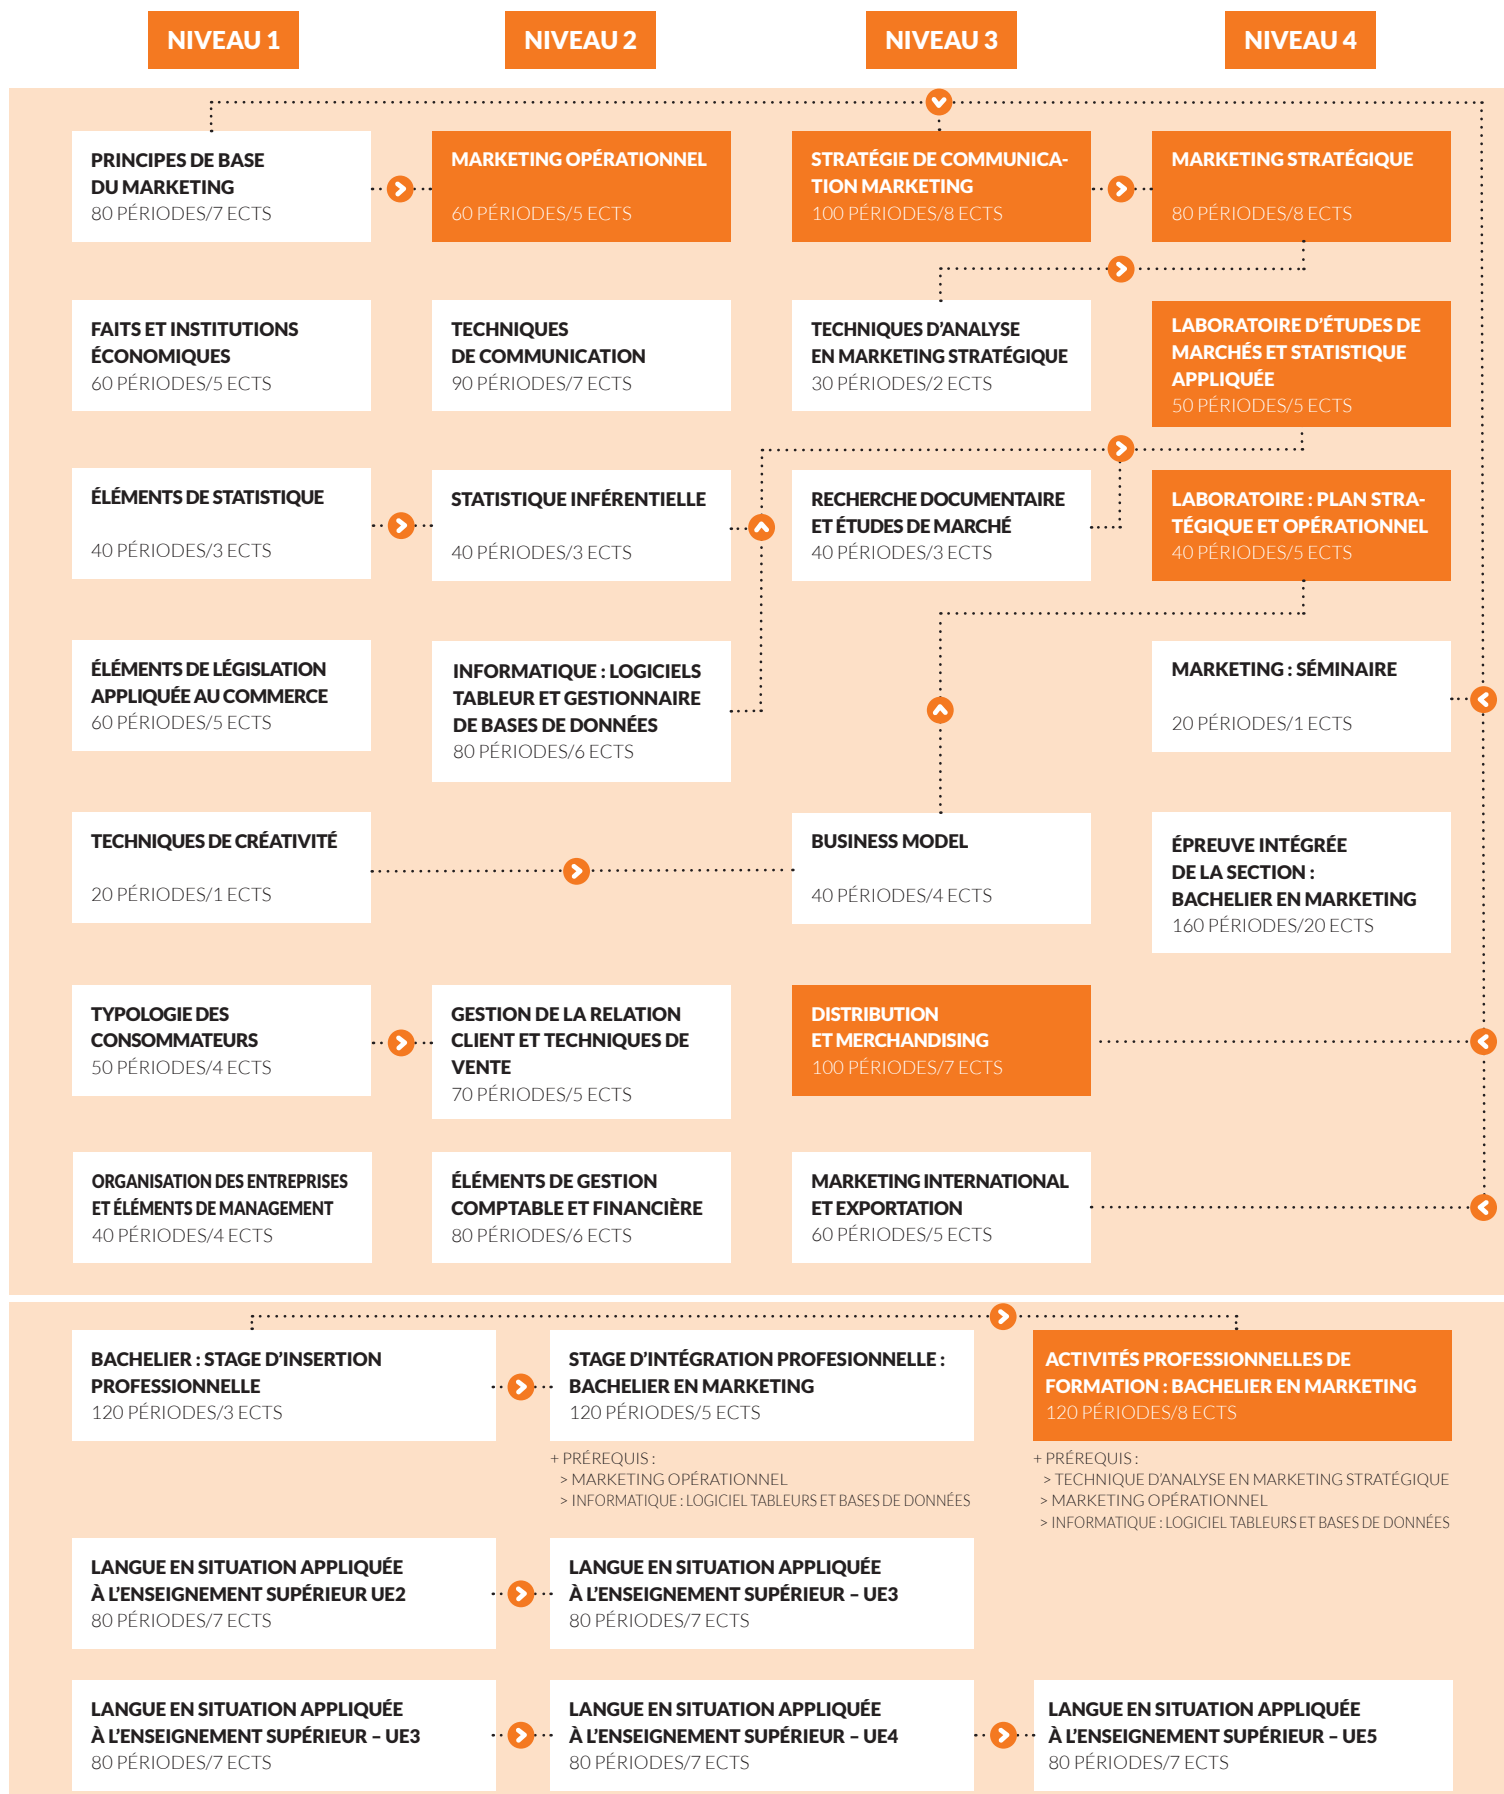 NIVEAU 1
NIVEAU 2
NIVEAU 3
NIVEAU 4
PRINCIPES DE BASE
DU MARKETING
80 PÉRIODES/7 ECTS
MARKETING OPÉRATIONNEL
60 PÉRIODES/5 ECTS
STRATÉGIE DE COMMUNICA-
TION MARKETING
100 PÉRIODES/8 ECTS
MARKETING STRATÉGIQUE
80 PÉRIODES/8 ECTS
FAITS ET INSTITUTIONS
ÉCONOMIQUES
60 PÉRIODES/5 ECTS
TECHNIQUES
DE COMMUNICATION
90 PÉRIODES/7 ECTS
TECHNIQUES D'ANALYSE
EN MARKETING STRATÉGIQUE
30 PÉRIODES/2 ECTS
LABORATOIRE D'ÉTUDES DE
MARCHÉS ET STATISTIQUE
APPLIQUÉE
50 PÉRIODES/5 ECTS
ÉLÉMENTS DE STATISTIQUE
40 PÉRIODES/3 ECTS
STATISTIQUE INFÉRENTIELLE
40 PÉRIODES/3 ECTS
RECHERCHE DOCUMENTAIRE
ET ÉTUDES DE MARCHÉ
40 PÉRIODES/3 ECTS
LABORATOIRE : PLAN STRA-
TÉGIQUE ET OPÉRATIONNEL
40 PÉRIODES/5 ECTS
ÉLÉMENTS DE LÉGISLATION
APPLIQUÉE AU COMMERCE
60 PÉRIODES/5 ECTS
INFORMATIQUE : LOGICIELS
TABLEUR ET GESTIONNAIRE
DE BASES DE DONNÉES
80 PÉRIODES/6 ECTS
MARKETING : SÉMINAIRE
20 PÉRIODES/1 ECTS
TECHNIQUES DE CRÉATIVITÉ
20 PÉRIODES/1 ECTS
BUSINESS MODEL
40 PÉRIODES/4 ECTS
ÉPREUVE INTÉGRÉE
DE LA SECTION :
BACHELIER EN MARKETING
160 PÉRIODES/20 ECTS
TYPOLOGIE DES
CONSOMMATEURS
50 PÉRIODES/4 ECTS
GESTION DE LA RELATION
CLIENT ET TECHNIQUES DE
VENTE
70 PÉRIODES/5 ECTS
DISTRIBUTION
ET MERCHANDISING
100 PÉRIODES/7 ECTS
ORGANISATION DES ENTREPRISES
ET ÉLÉMENTS DE MANAGEMENT
40 PÉRIODES/4 ECTS
ÉLÉMENTS DE GESTION
COMPTABLE ET FINANCIÈRE
80 PÉRIODES/6 ECTS
MARKETING INTERNATIONAL
ET EXPORTATION
60 PÉRIODES/5 ECTS
BACHELIER : STAGE D'INSERTION
PROFESSIONNELLE
120 PÉRIODES/3 ECTS
STAGE D'INTÉGRATION PROFESIONNELLE :
BACHELIER EN MARKETING
120 PÉRIODES/5 ECTS
+ PRÉREQUIS :
> MARKETING OPÉRATIONNEL
> INFORMATIQUE : LOGICIEL TABLEURS ET BASES DE DONNÉES
ACTIVITÉS PROFESSIONNELLES DE
FORMATION : BACHELIER EN MARKETING
120 PÉRIODES/8 ECTS
+ PRÉREQUIS :
> TECHNIQUE D'ANALYSE EN MARKETING STRATÉGIQUE
> MARKETING OPÉRATIONNEL
> INFORMATIQUE : LOGICIEL TABLEURS ET BASES DE DONNÉES
LANGUE EN SITUATION APPLIQUÉE
À L'ENSEIGNEMENT SUPÉRIEUR UE2
80 PÉRIODES/7 ECTS
LANGUE EN SITUATION APPLIQUÉE
À L'ENSEIGNEMENT SUPÉRIEUR – UE3
80 PÉRIODES/7 ECTS
LANGUE EN SITUATION APPLIQUÉE
À L'ENSEIGNEMENT SUPÉRIEUR – UE3
80 PÉRIODES/7 ECTS
LANGUE EN SITUATION APPLIQUÉE
À L'ENSEIGNEMENT SUPÉRIEUR – UE4
80 PÉRIODES/7 ECTS
LANGUE EN SITUATION APPLIQUÉE
À L'ENSEIGNEMENT SUPÉRIEUR – UE5
80 PÉRIODES/7 ECTS